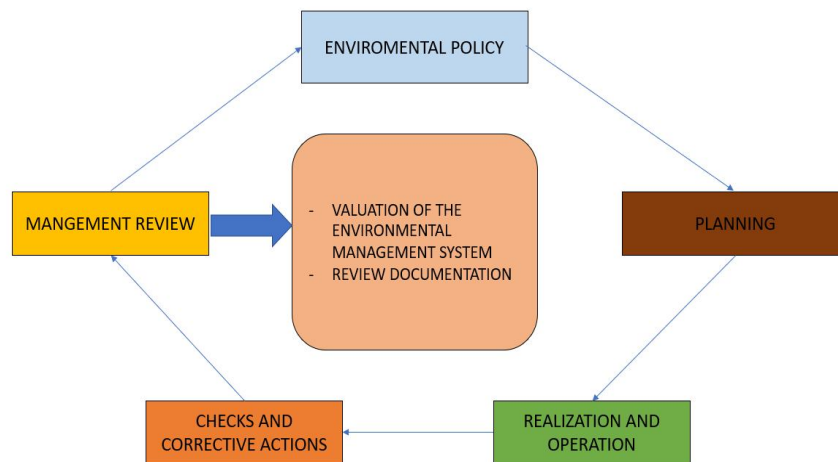 ENVIROMENTAL POLICY
MANGEMENT REVIEW
- VALUATION OF THE
ENVIRONMENTAL
MANAGEMENT SYSTEM
- REVIEW DOCUMENTATION
PLANNING
CHECKS AND
CORRECTIVE ACTIONS
REALIZATION AND
OPERATION